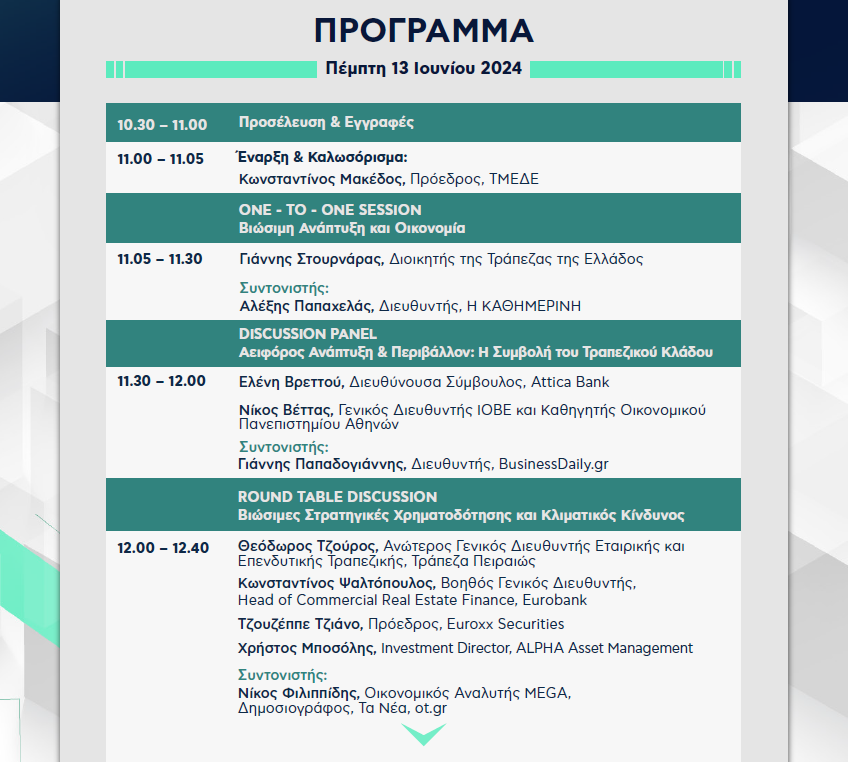 ΠΡΟΓΡΑΜΜΑ
Πέμπτη 13 Ιουνίου 2024
10.30 – 11.00 Προσέλευση & Εγγραφές
11.00 – 11.05 Έναρξη & Καλωσόρισμα:
Κωνσταντίνος Μακέδος, Πρόεδρος, ΤΜΕΔΕ
ONE - TO - ONE SESSION
Βιώσιμη Ανάπτυξη και Οικονομία
11.05 – 11.30 Γιάννης Στουρνάρας, Διοικητής της Τράπεζας της Ελλάδος
Συντονιστής:
Αλέξης Παπαχελάς, Διευθυντής, Η ΚΑΘΗΜΕΡΙΝΗ
DISCUSSION PANEL
Αειφόρος Ανάπτυξη & Περιβάλλον: Η Συμβολή του Τραπεζικού Κλάδου
11.30 – 12.00 Ελένη Βρεττού, Διευθύνουσα Σύμβουλος, Attica Bank
Νίκος Βέττας, Γενικός Διευθυντής ΙΟΒΕ και Καθηγητής Οικονομικού
Πανεπιστημίου Αθηνών
Συντονιστής:
Γιάννης Παπαδογιάννης, Διευθυντής, BusinessDaily.gr
ROUND TABLE DISCUSSION
Βιώσιμες Στρατηγικές Χρηματοδότησης και Κλιματικός Κίνδυνος
12.00 – 12.40 Θεόδωρος Τζούρος, Ανώτερος Γενικός Διευθυντής Εταιρικής και
Επενδυτικής Τραπεζικής, Τράπεζα Πειραιώς
Κωνσταντίνος Ψαλτόπουλος, Βοηθός Γενικός Διευθυντής,
Head of Commercial Real Estate Finance, Eurobank
Τζουζέππε Τζιάνο, Πρόεδρος, Euroxx Securities
Χρήστος Μποσόλης, Investment Director, ALPHA Asset Management
Συντονιστής:
Νίκος Φιλιππίδης, Οικονομικός Αναλυτής MEGA,
Δημοσιογράφος, Τα Νέα, ot.gr